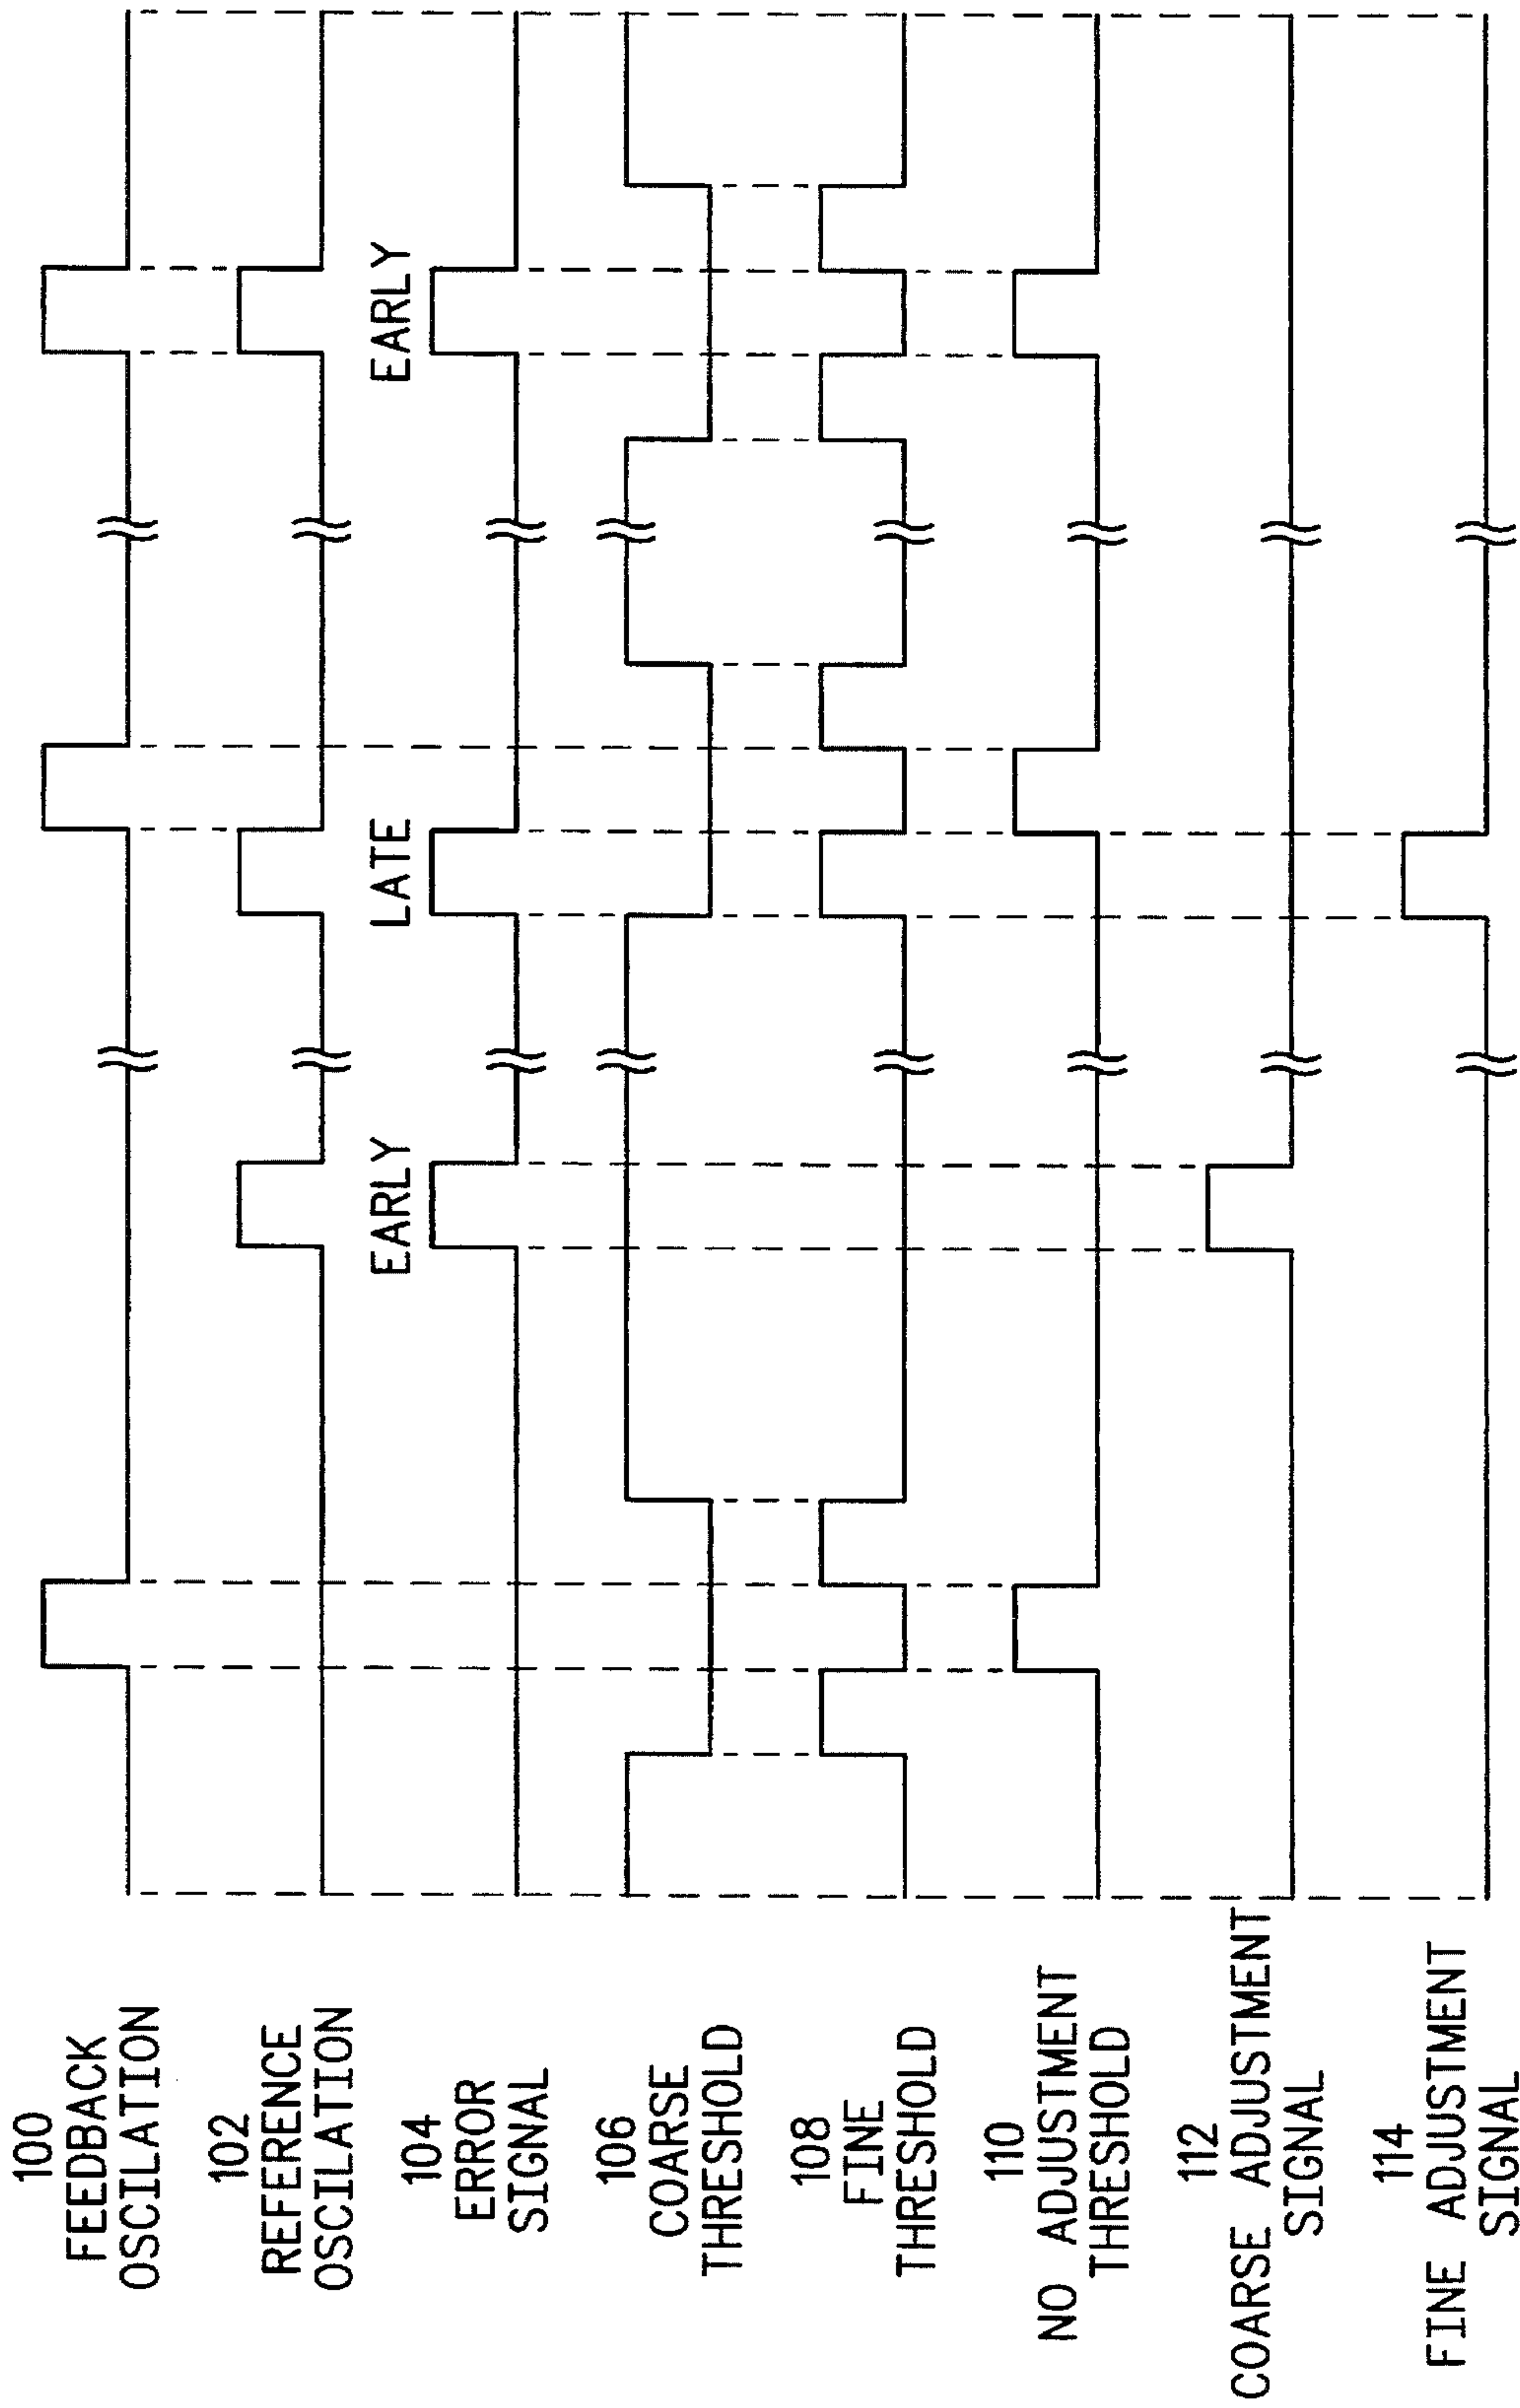 100
FEEDBACK
OSCILATION
102
REFERENCE
OSCILATION
104
ERROR
SIGNAL
EARLY
LATE
EARLY
106
COARSE
THRESHOLD
108
FINE
THRESHOLD
110
NO ADJUSTMENT
THRESHOLD
112
COARSE ADJUSTMENT
SIGNAL
114
FINE ADJUSTMENT
SIGNAL